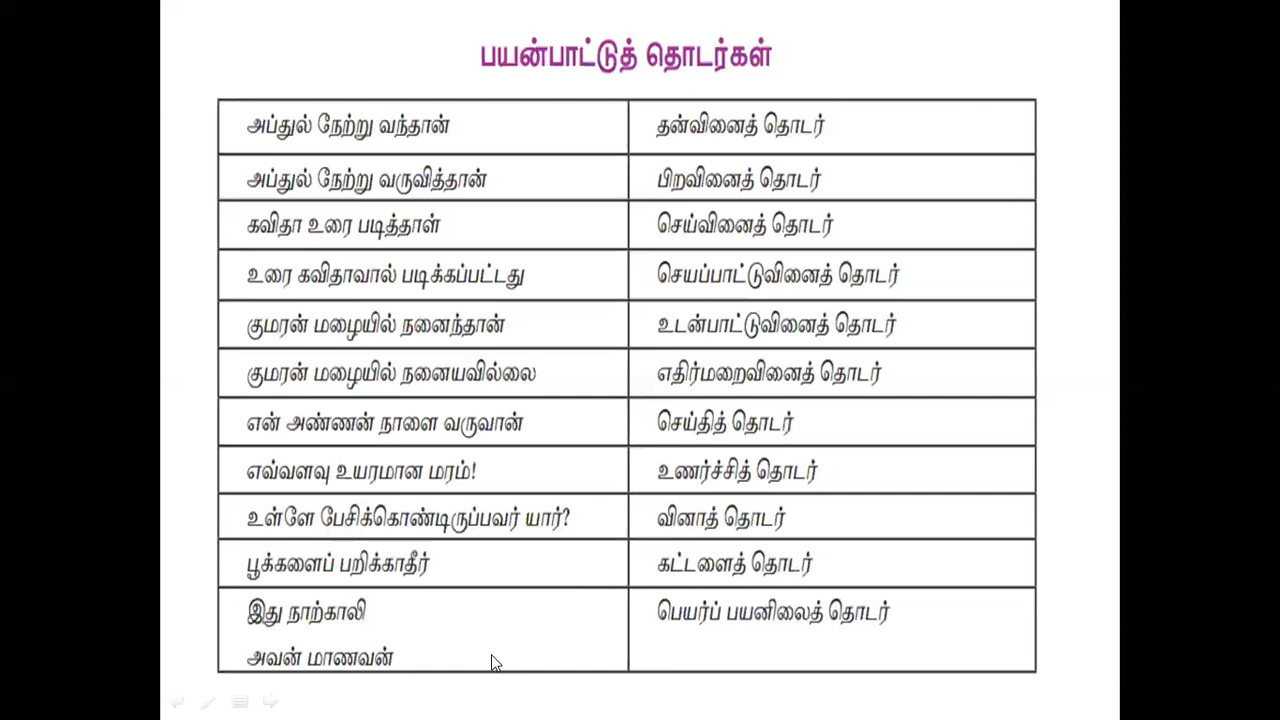 பயன்பாட்டுத் தொடர்கள்
அப்துல் நேற்று வந்தான் தன்வினைத் தொடர்
அப்துல் நேற்று வருவித்தான் பிறவினைத் தொடர்
கவிதா உரை படித்தாள் செய்வினைத் தொடர்
உரை கவிதாவால் படிக்கப்பட்டது செயப்பாட்டுவினைத் தொடர்
குமரன் மழையில் நனைந்தான் உடன்பாட்டுவினைத் தொடர்
குமரன் மழையில் நனையவில்லை எதிர்மறைவினைத் தொடர்
என் அண்ணன் நாளை வருவான் செய்தித் தொடர்
எவ்வளவு உயரமான மரம்! உணர்ச்சித் தொடர்
உள்ளே பேசிக்கொண்டிருப்பவர் யார்? வினாத் தொடர்
பூக்களைப் பறிக்காதீர் கட்டளைத் தொடர்
இது நாற்காலி பெயர்ப் பயனிலைத் தொடர்
அவன் மாணவன்